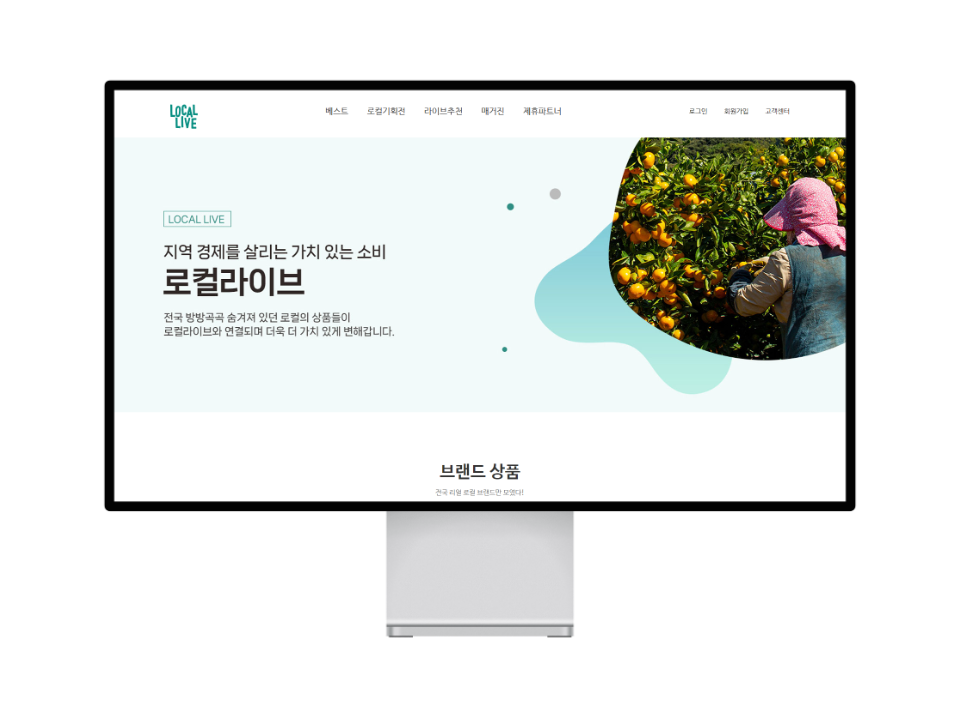 LOCAL
LIVE
베스트 로컬기획전 라이브추천 매거진 제휴파트너
로그인 회원가입 고객센터
LOCAL LIVE
지역 경제를 살리는 가치 있는 소비
로컬라이브
전국 방방곡곡 숨겨져 있던 로컬의 상품들이
로컬라이브와 연결되며 더욱 더 가치 있게 변해갑니다.
브랜드 상품
전국 리얼 로컬 브랜드만 모았다!